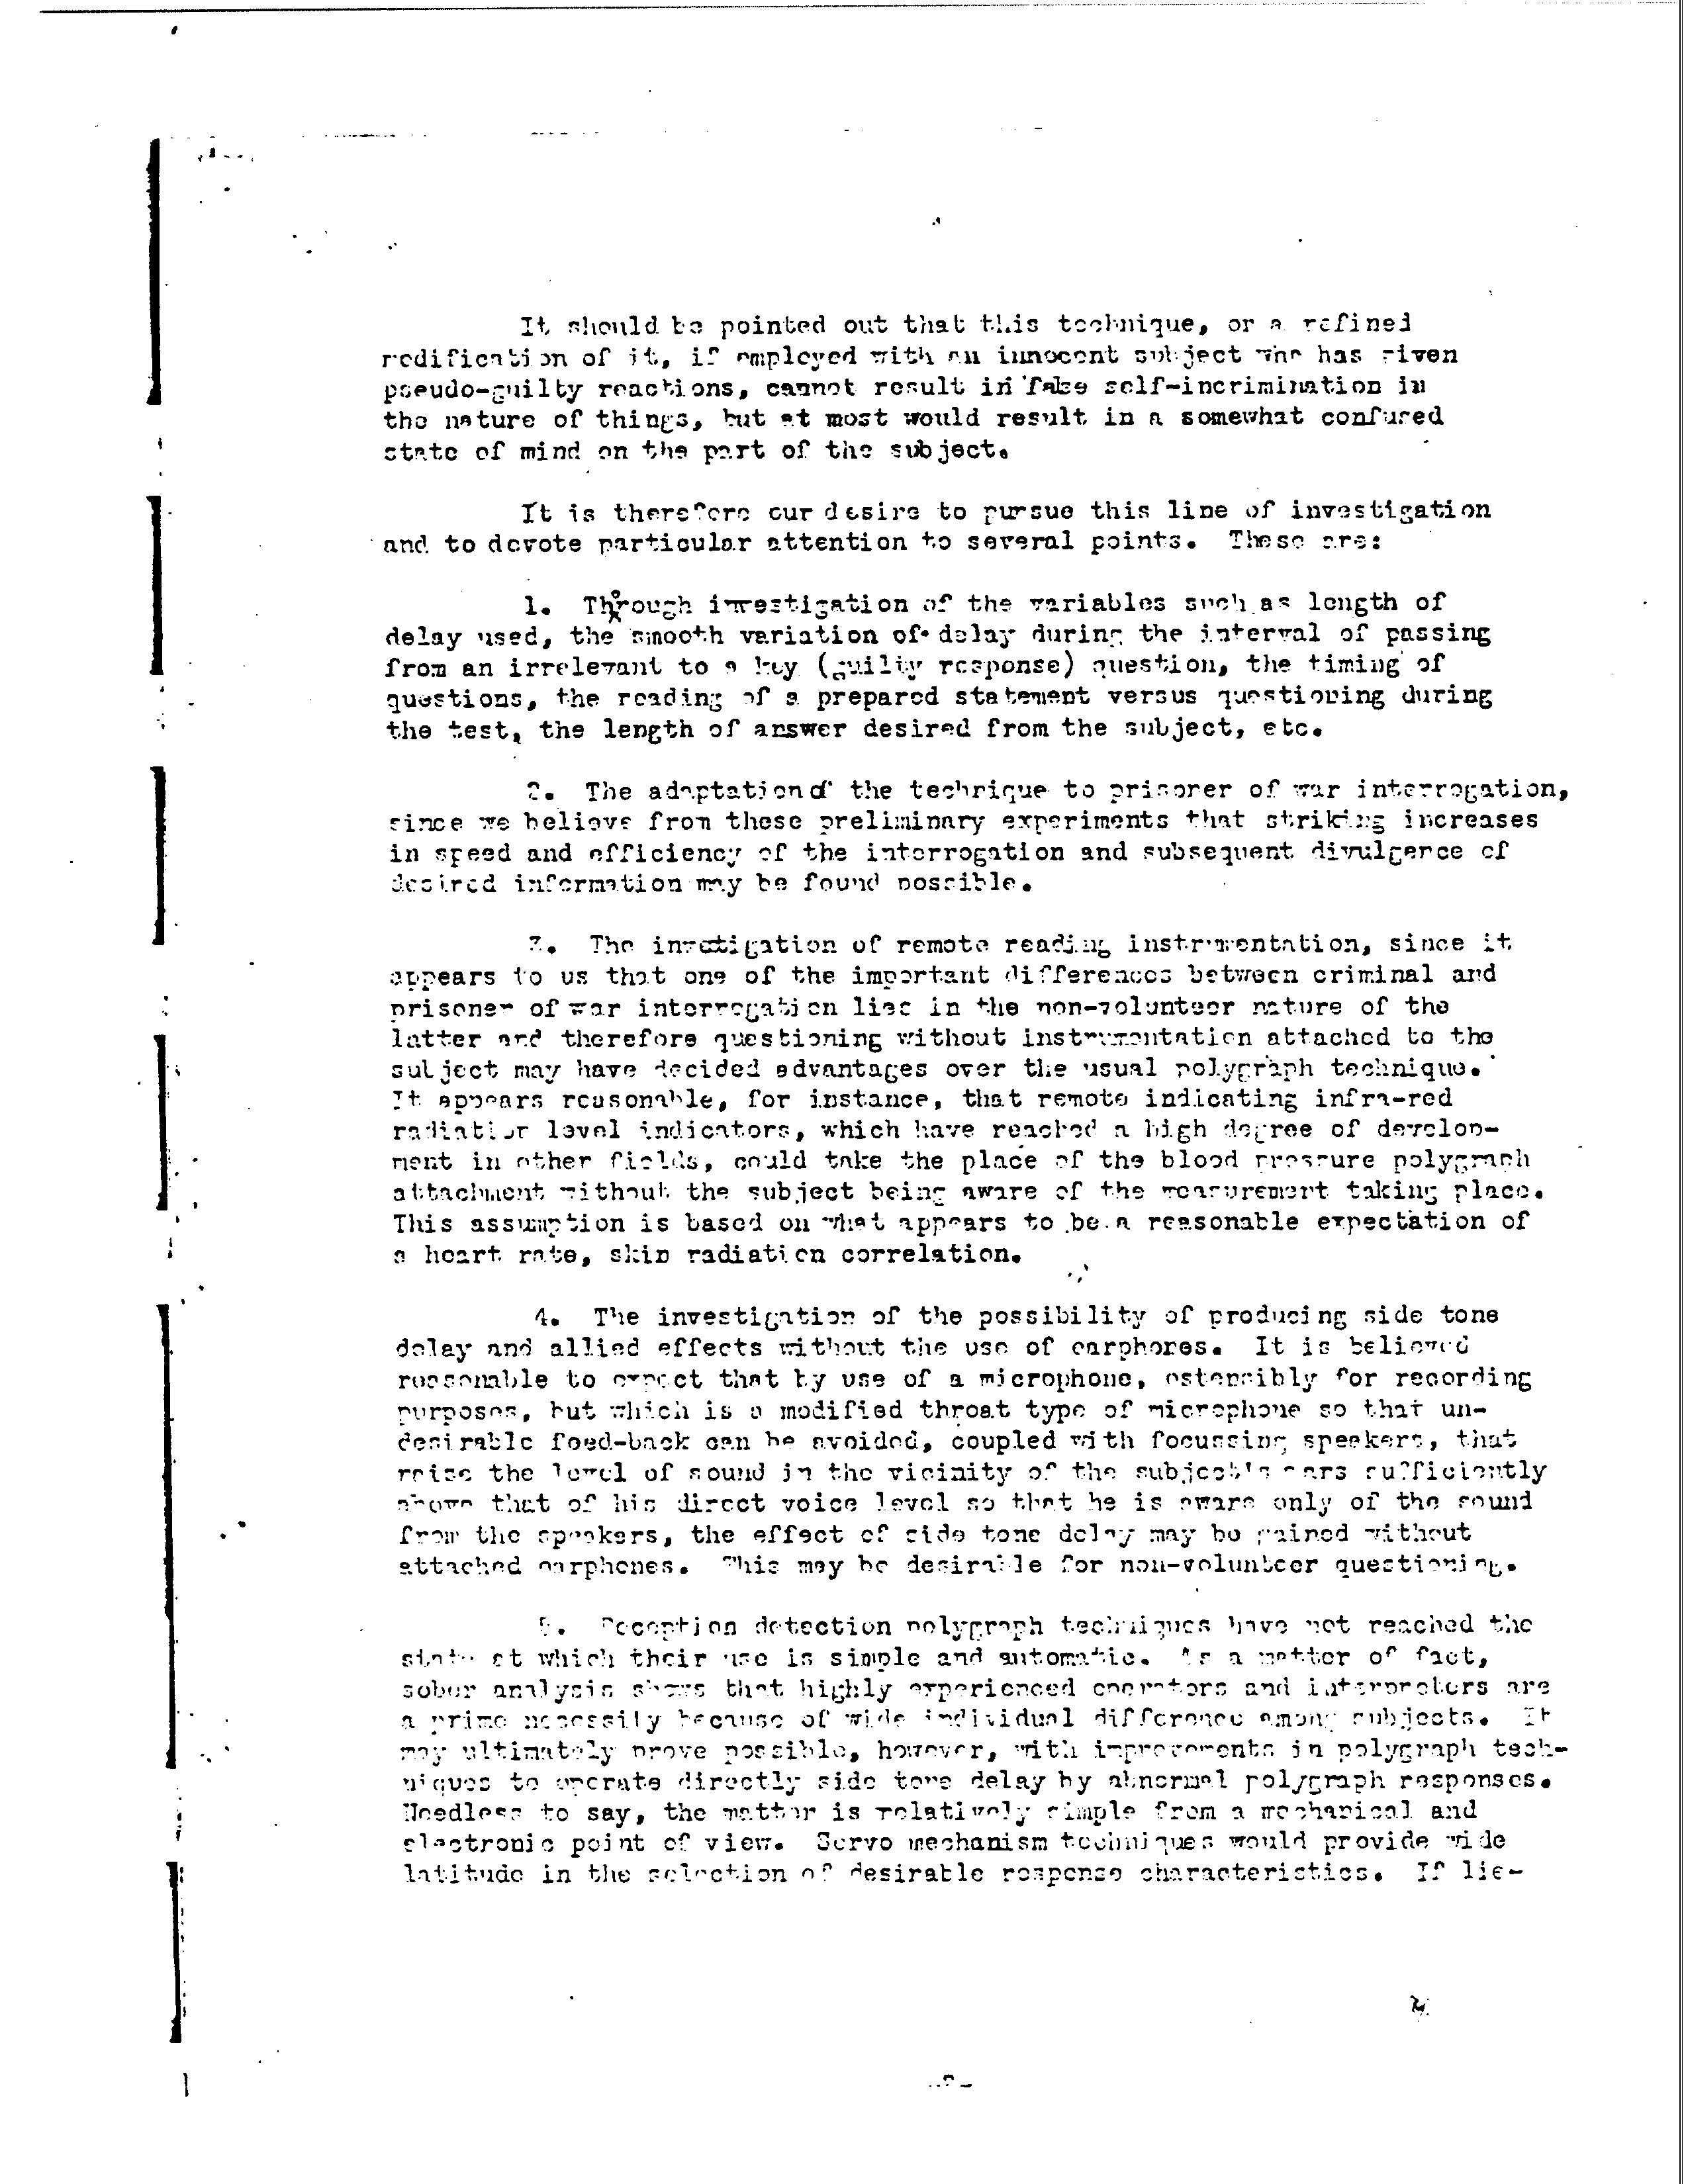 It should be pointed out that this technique, or a refined
modification of it, if employed with an innocent subject who has given
pseudo-guilty reactions, cannot result in false self-incrimination in
the nature of things, but at most would result in a somewhat confused
state of mind on the part of the subject.
It is therefore our desire to pursue this line of investigation
and to devote particular attention to several points. These are:
1. Through investigation of the variables such as length of
delay used, the smooth variation of delay during the interval of passing
from an irrelevant to a key (guilty response) question, the timing of
questions, the reading of a prepared statement versus questioning during
the test, the length of answer desired from the subject, etc.
2. The adaptation of the technique to prisoner of war interrogation,
since we believe from these preliminary experiments that striking increases
in speed and efficiency of the interrogation and subsequent divulgence of
desired information may be found possible.
3. The investigation of remote reading instrumentation, since it
appears to us that one of the important differences between criminal and
prisoner of war interrogation lies in the non-volunteer nature of the
latter and therefore questioning without instrumentation attached to the
subject may have decided advantages over the usual polygraph technique.
It appears reasonable, for instance, that remote indicating infra-red
radiation level indicators, which have reached a high degree of develop-
ment in other fields, could take the place of the blood pressure polygraph
attachment without the subject being aware of the measurement taking place.
This assumption is based on what appears to be a reasonable expectation of
a heart rate, skin radiation correlation.
4. The investigation of the possibility of producing side tone
delay and allied effects without the use of earphones. It is believed
reasonable to expect that by use of a microphone, ostensibly for recording
purposes, but which is a modified throat type of microphone so that un-
desirable feed-back can be avoided, coupled with focussing speakers, that
raise the level of sound in the vicinity of the subject's ears sufficiently
above that of his direct voice level so that he is aware only of the sound
from the speakers, the effect of side tone delay may be gained without
attached earphones. This may be desirable for non-volunteer questioning.
5. Deception detection polygraph techniques have not reached the
state at which their use is simple and automatic. As a matter of fact,
sober analysis shows that highly experienced operators and interpreters are
a prime necessity because of wide individual difference among subjects. It
may ultimately prove possible, however, with improvements in polygraph tech-
niques to operate directly side tone delay by abnormal polygraph responses.
Needless to say, the matter is relatively simple from a mechanical and
electronic point of view. Servo mechanism techniques would provide wide
latitude in the selection of desirable response characteristics. If lie-